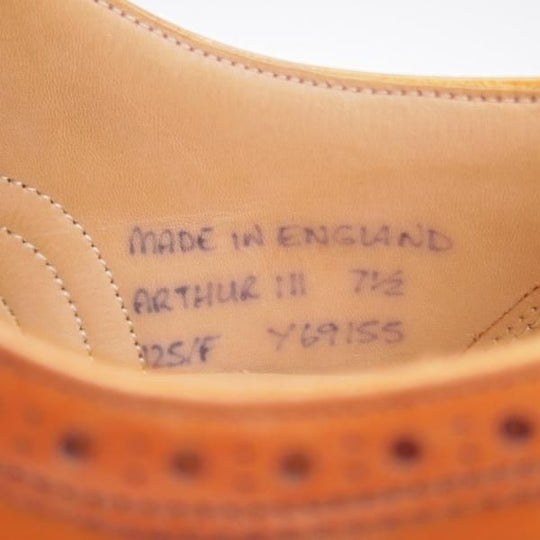 MADE IN ENGLAND
ARTHUR III 7½
125/F Y69155